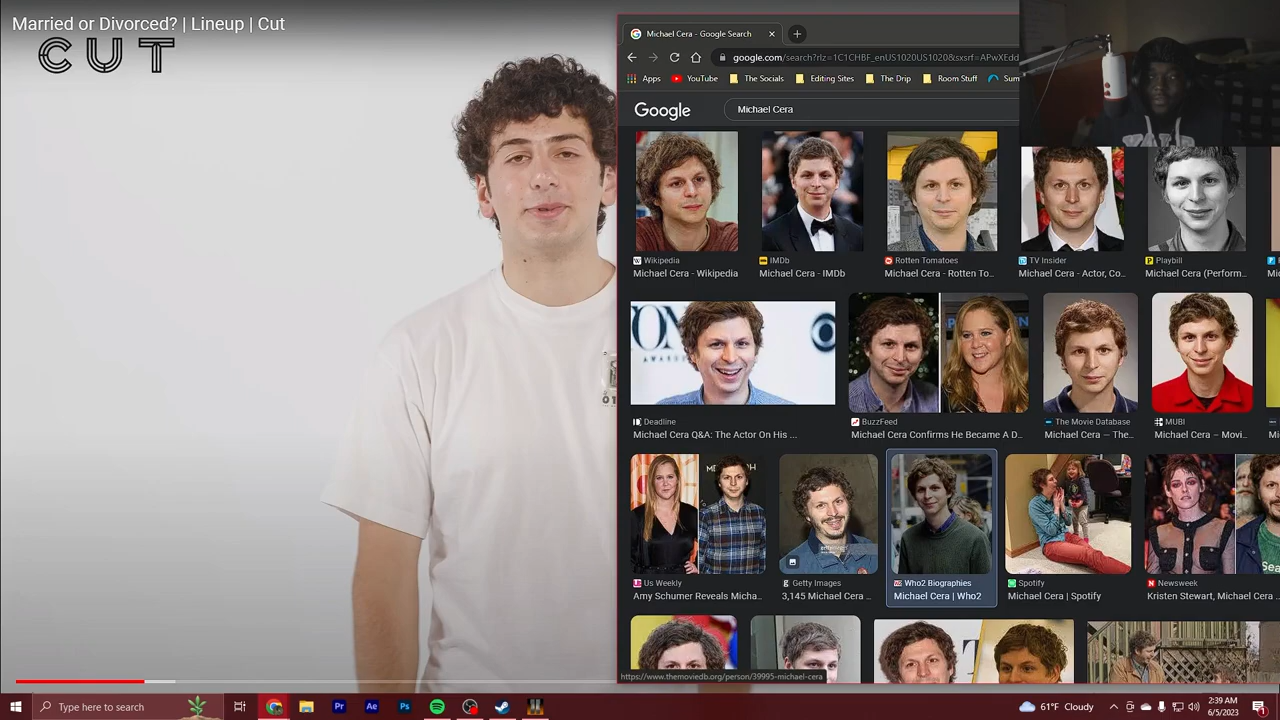 Married or Divorced? | Lineup | Cut
CUT
Michael Cera - Google Search
google.com/search?rlz=1C1CHBF_enUS1020US1020&sxsrf=APwXEdd
Apps YouTube The Socials Editing Sites The Drip Room Stuff Sum
Google Michael Cera
Wikipedia IMDb Rotten Tomatoes TV Insider Playbill
Michael Cera - Wikipedia Michael Cera - IMDb Michael Cera - Rotten To... Michael Cera - Actor, Co... Michael Cera (Perform...
Deadline BuzzFeed The Movie Database MUBI
Michael Cera Q&A: The Actor On His ... Michael Cera Confirms He Became A D... Michael Cera — The... Michael Cera – Movi...
Us Weekly Getty Images Who2 Biographies Spotify Newsweek
Amy Schumer Reveals Micha... 3,145 Michael Cera ... Michael Cera | Who2 Michael Cera | Spotify Kristen Stewart, Michael Cera ...
https://www.themoviedb.org/person/39995-michael-cera
Type here to search
Pr Ae Ps
61°F Cloudy
2:39 AM
6/5/2023
1